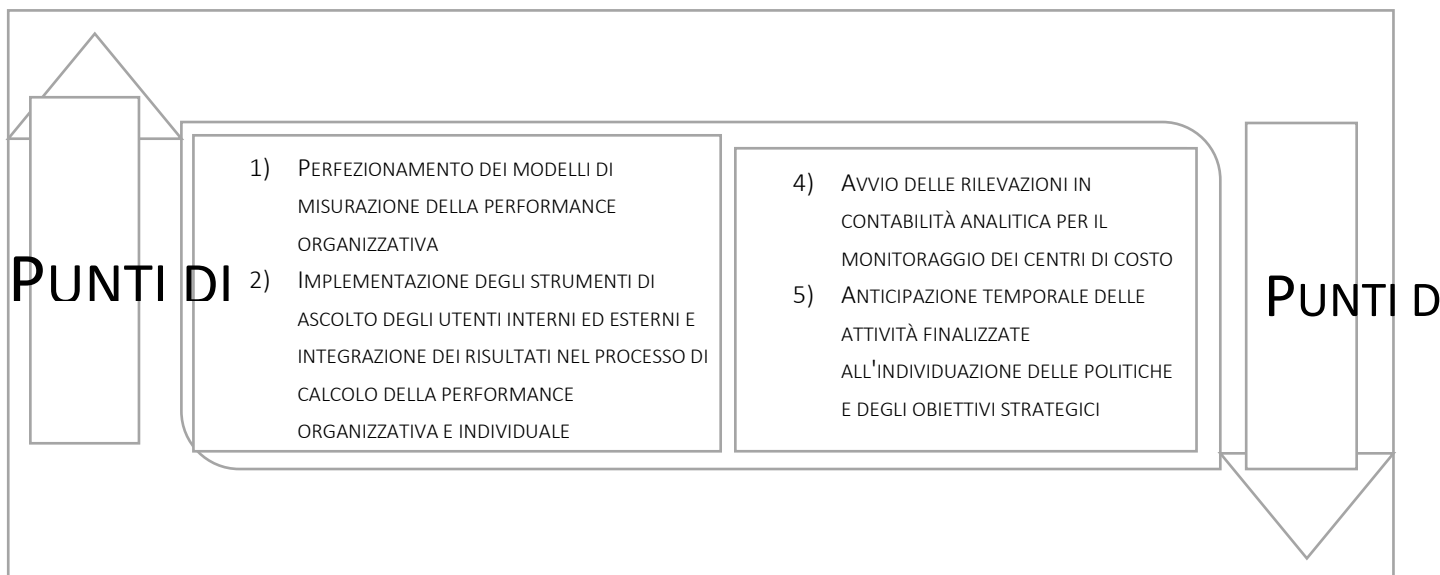 PUNTI DI
1) PERFEZIONAMENTO DEI MODELLI DI
MISURAZIONE DELLA PERFORMANCE
ORGANIZZATIVA
2) IMPLEMENTAZIONE DEGLI STRUMENTI DI
ASCOLTO DEGLI UTENTI INTERNI ED ESTERNI E
INTEGRAZIONE DEI RISULTATI NEL PROCESSO DI
CALCOLO DELLA PERFORMANCE
ORGANIZZATIVA E INDIVIDUALE
4) AVVIO DELLE RILEVAZIONI IN
CONTABILITÀ ANALITICA PER IL
MONITORAGGIO DEI CENTRI DI COSTO
5) ANTICIPAZIONE TEMPORALE DELLE
ATTIVITÀ FINALIZZATE
ALL'INDIVIDUAZIONE DELLE POLITICHE
E DEGLI OBIETTIVI STRATEGICI
PUNTI D